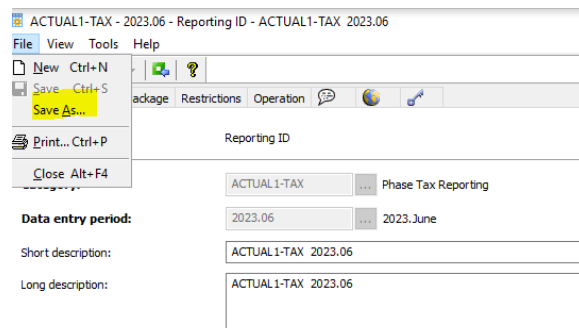 ACTUAL1-TAX - 2023.06 - Reporting ID - ACTUAL1-TAX 2023.06
File View Tools Help
New Ctrl+N
Save Ctrl+S
Save As...
Print... Ctrl+P
Close Alt+F4
ackage Restrictions Operation
Reporting ID
ACTUAL1-TAX ... Phase Tax Reporting
Data entry period: 2023.06 ... 2023.June
Short description: ACTUAL1-TAX 2023.06
Long description: ACTUAL1-TAX 2023.06